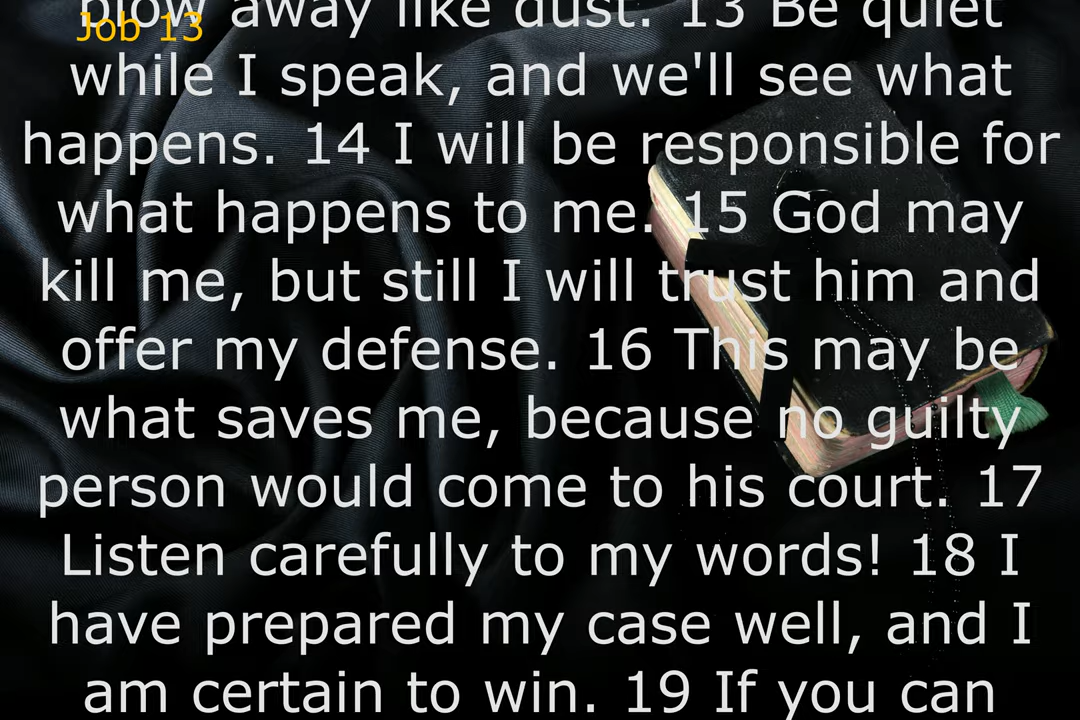 blow away like dust. 13 Be quiet
Job 13
while I speak, and we'll see what
happens. 14 I will be responsible for
what happens to me. 15 God may
kill me, but still I will trust him and
offer my defense. 16 This may be
what saves me, because no guilty
person would come to his court. 17
Listen carefully to my words! 18 I
have prepared my case well, and I
am certain to win. 19 If you can